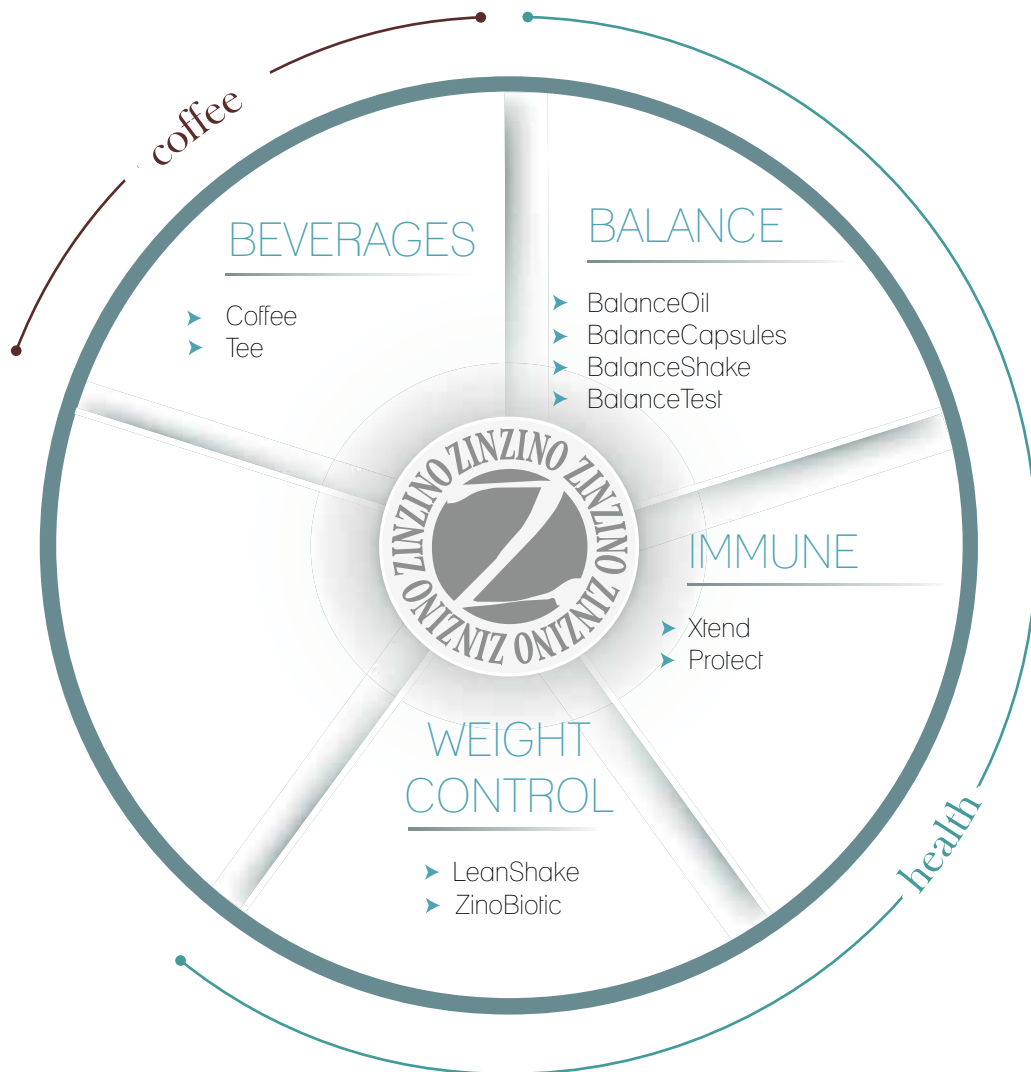 coffee
BEVERAGES
Coffee
Tee
BALANCE
BalanceOil
BalanceCapsules
BalanceShake
BalanceTest
ZINZINO ZINZINO ZINZINO ZINZINO ZINZINO
Z
IMMUNE
Xtend
Protect
WEIGHT
CONTROL
LeanShake
ZinoBiotic
health